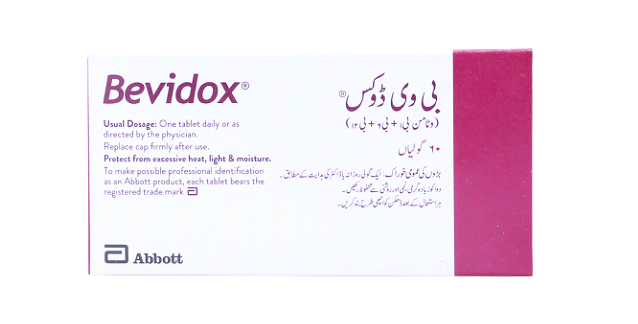 Bevidox®
Usual Dosage: One tablet daily or as
directed by the physician.
Replace cap firmly after use.
Protect from excessive heat, light & moisture.
To make possible professional identification
as an Abbott product, each tablet bears the
registered trade mark
Abbott
بی وی ڈوکس®
(وٹامن بی۱ + بی۶ + بی۱۲)
۶۰ گولیاں
بڑوں کی عمومی خوراک: ایک گولی روزانہ یا ڈاکٹر کی ہدایت کے مطابق۔
دوا کو زیادہ گرمی، نمی اور روشنی سے محفوظ رکھیں۔
ہر استعمال کے بعد ڈھکن کو اچھی طرح بند کریں۔